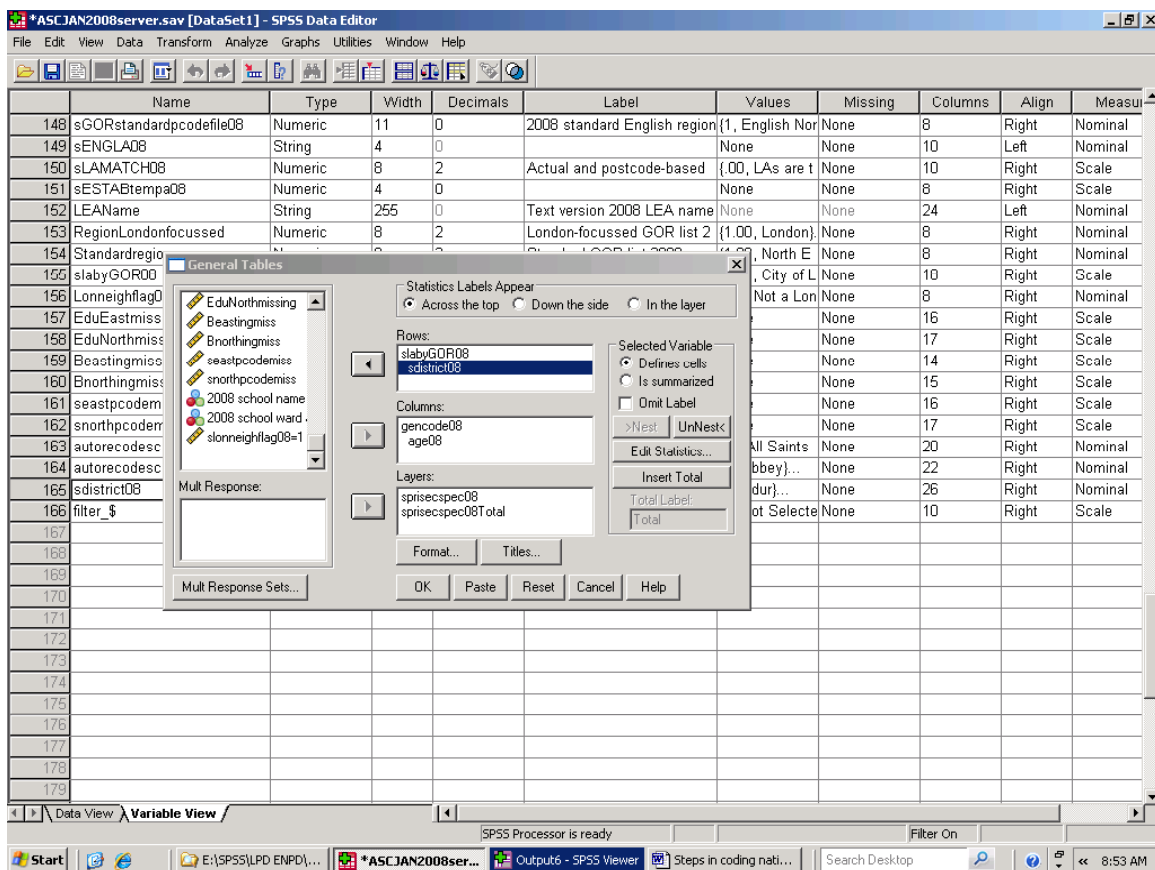 *ASCJAN2008server.sav [DataSet1] - SPSS Data Editor
File Edit View Data Transform Analyze Graphs Utilities Window Help
Name Type Width Decimals Label Values Missing Columns Align Measu
148 sGORstandardpcodefile08 Numeric 11 0 2008 standard English region {1, English Nor None 8 Right Nominal
149 sENGLA08 String 4 0 None None 10 Left Nominal
150 sLAMATCH08 Numeric 8 2 Actual and postcode-based {.00, LAs are t None 10 Right Scale
151 sESTABtempa08 Numeric 4 0 None None 8 Right Scale
152 LEAName String 255 0 Text version 2008 LEA name None None 24 Left Nominal
153 RegionLondonfocussed Numeric 8 2 London-focussed GOR list 2 {1.00, London}. None 8 Right Nominal
154 Standardregio , North E None 8 Right Nominal
155 slabyGOR08 , City of L None 10 Right Scale
156 Lonneighflag0 Not a Lon None 8 Right Nominal
157 EduEastmiss None 16 Right Scale
158 EduNorthmiss None 17 Right Scale
159 Beastingmiss None 14 Right Scale
160 Bnorthingmiss None 15 Right Scale
161 seastpcodem None 16 Right Scale
162 snorthpcodem None 17 Right Scale
163 autorecodesc All Saints None 20 Right Nominal
164 autorecodesc bbey}... None 22 Right Nominal
165 sdistrict08 dur}... None 26 Right Nominal
166 filter_$ ot Selecte None 10 Right Scale
167
168
169
170
171
172
173
174
175
176
177
178
179
General Tables
EduNorthmissing
Beastingmiss
Bnorthingmiss
seastpcodemiss
snorthpcodemiss
2008 school name
2008 school ward
slonneighflag08=1
Mult Response:
Mult Response Sets...
Statistics Labels Appear
Across the top Down the side In the layer
Rows:
slabyGOR08
sdistrict08
Columns:
gencode08
age08
Layers:
sprisecspec08
sprisecspec08Total
Selected Variable
Defines cells
Is summarized
Omit Label
>Nest UnNest<
Edit Statistics...
Insert Total
Total Label:
Total
Format... Titles...
OK Paste Reset Cancel Help
Data View Variable View
SPSS Processor is ready Filter On
Start E:\SPSS\LPD ENPD\... *ASCJAN2008ser... Output6 - SPSS Viewer Steps in coding nati... Search Desktop « 8:53 AM